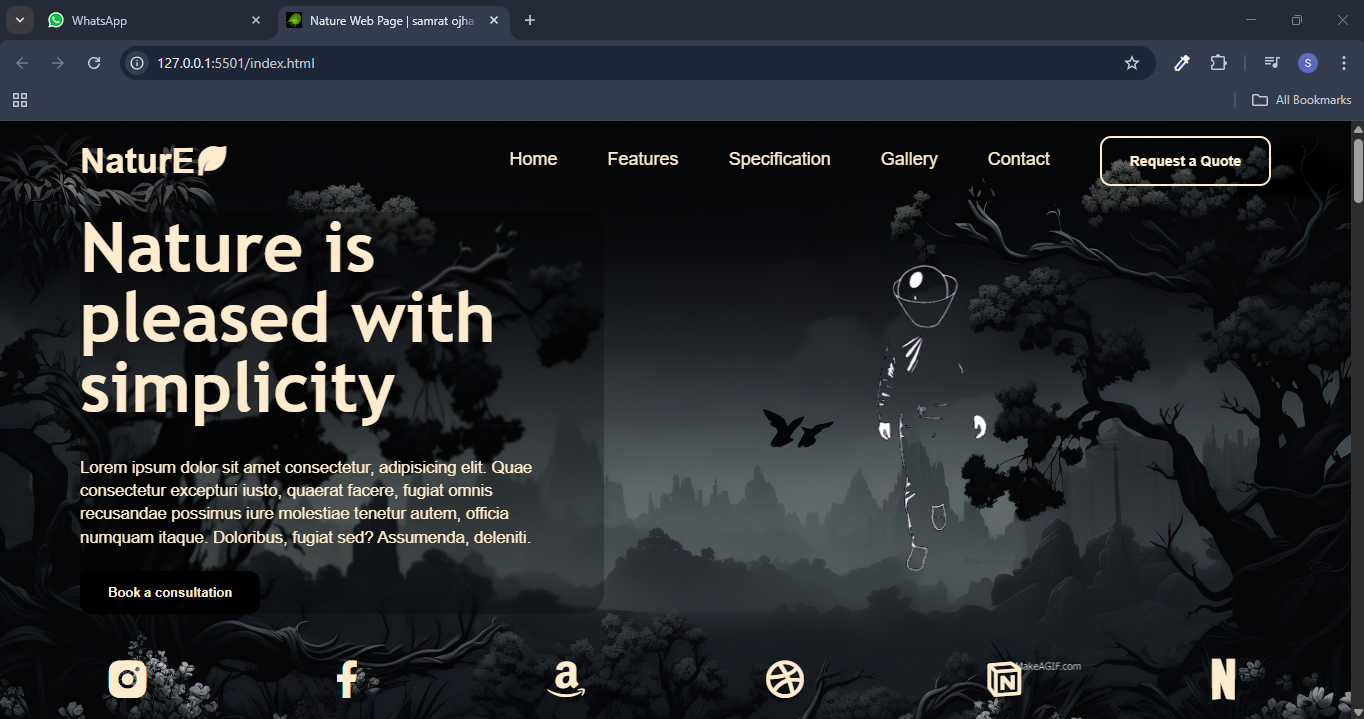 WhatsApp
Nature Web Page | samrat ojha
127.0.0.1:5501/index.html
S
All Bookmarks
NaturE
Home
Features
Specification
Gallery
Contact
Request a Quote
Nature is
pleased with
simplicity
Lorem ipsum dolor sit amet consectetur, adipisicing elit. Quae
consectetur excepturi iusto, quaerat facere, fugiat omnis
recusandae possimus iure molestiae tenetur autem, officia
numquam itaque. Doloribus, fugiat sed? Assumenda, deleniti.
Book a consultation
MakeAGIF.com